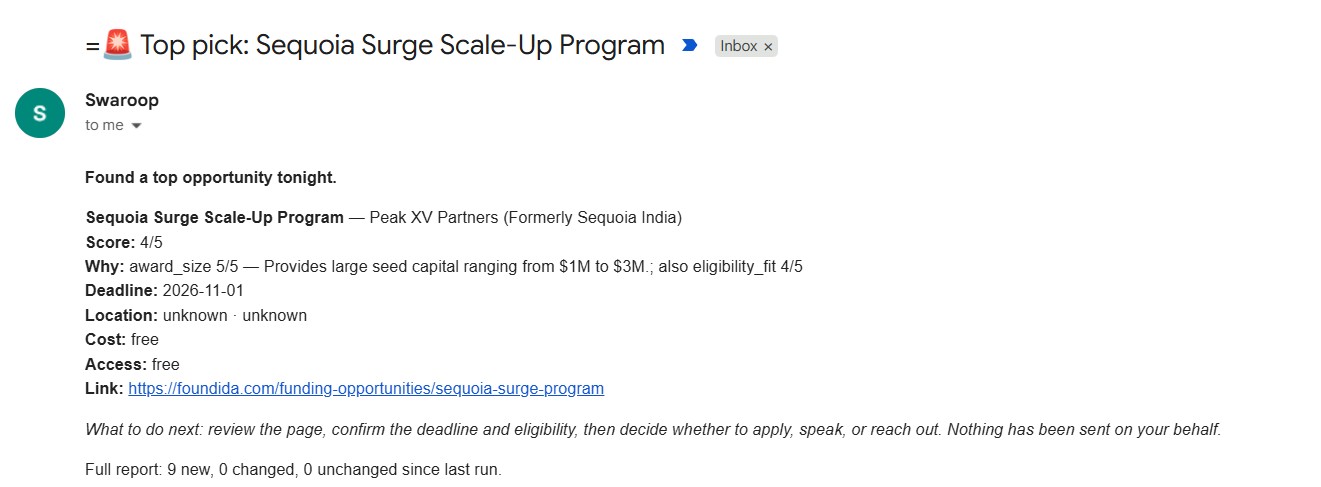 =🚨 Top pick: Sequoia Surge Scale-Up Program Inbox ×
S
Swaroop
to me
Found a top opportunity tonight.
Sequoia Surge Scale-Up Program — Peak XV Partners (Formerly Sequoia India)
Score: 4/5
Why: award_size 5/5 — Provides large seed capital ranging from $1M to $3M.; also eligibility_fit 4/5
Deadline: 2026-11-01
Location: unknown · unknown
Cost: free
Access: free
Link: https://foundida.com/funding-opportunities/sequoia-surge-program
What to do next: review the page, confirm the deadline and eligibility, then decide whether to apply, speak, or reach out. Nothing has been sent on your behalf.
Full report: 9 new, 0 changed, 0 unchanged since last run.